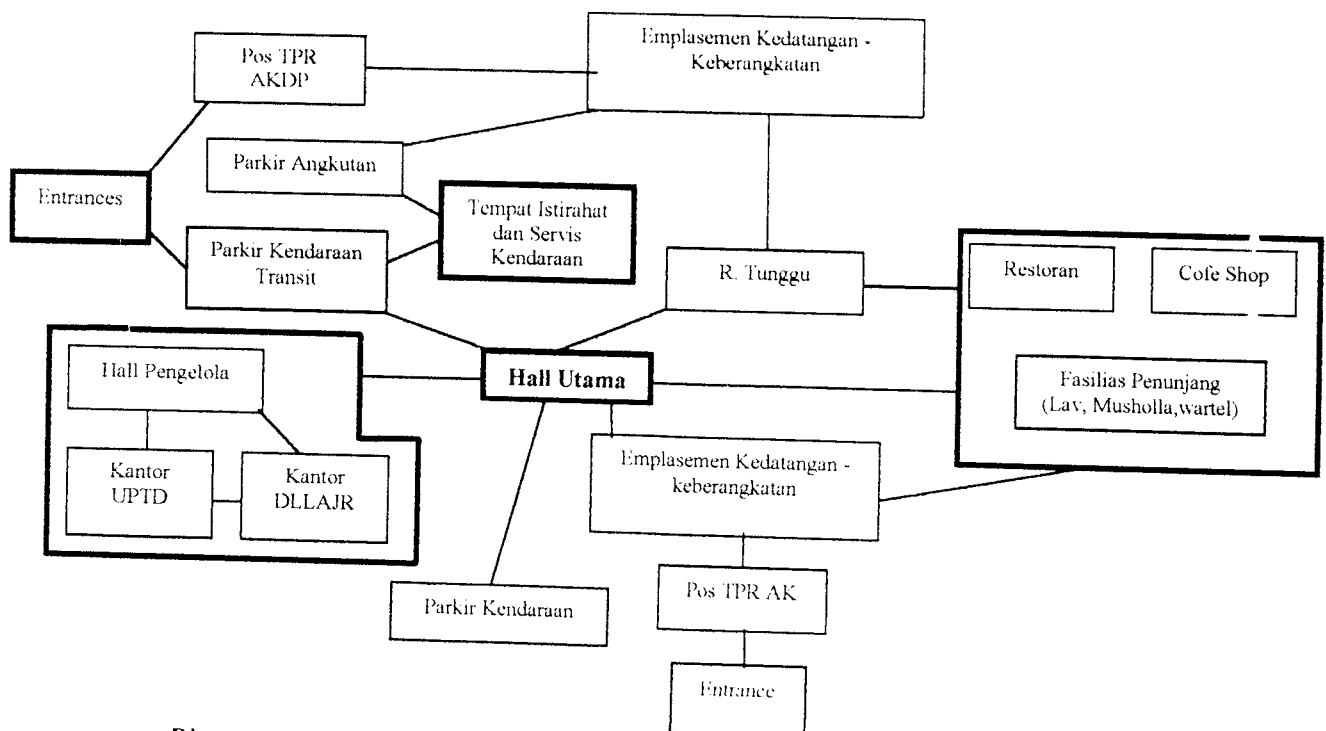 Emplasemen Kedatangan -
Keberangkatan
Pos TPR
AKDP
Parkir Angkutan
Entrances
Tempat Istirahat
dan Servis
Kendaraan
Parkir Kendaraan
Transit
R. Tunggu
Restoran
Cofe Shop
Hall Pengelola
Hall Utama
Fasilias Penunjang
(Lav, Musholla,wartel)
Kantor
UPTD
Kantor
DLLAJR
Emplasemen Kedatangan -
keberangkatan
Parkir Kendaraan
Pos TPR AK
Entrance